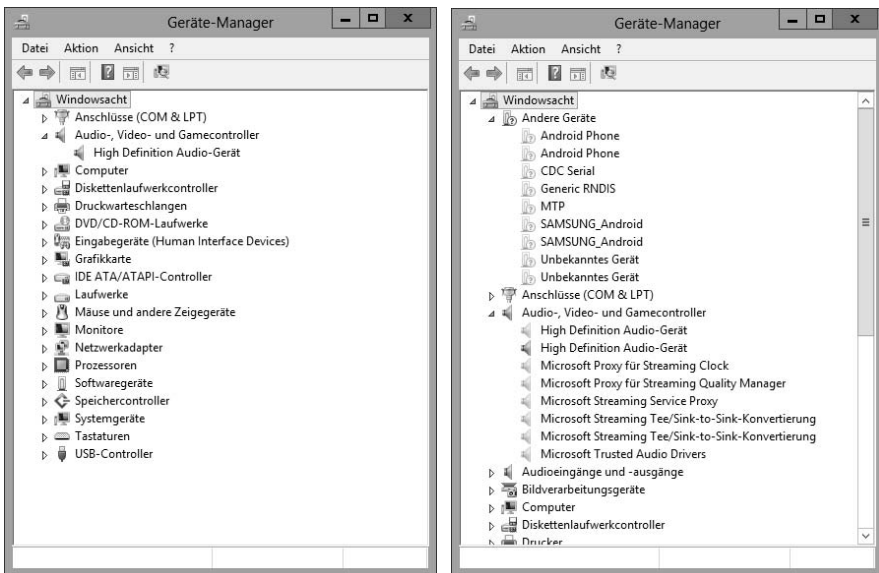 Geräte-Manager
Datei Aktion Ansicht ?
Windowsacht
Anschlüsse (COM & LPT)
Audio-, Video- und Gamecontroller
High Definition Audio-Gerät
Computer
Diskettenlaufwerkcontroller
Druckwarteschlangen
DVD/CD-ROM-Laufwerke
Eingabegeräte (Human Interface Devices)
Grafikkarte
IDE ATA/ATAPI-Controller
Laufwerke
Mäuse und andere Zeigegeräte
Monitore
Netzwerkadapter
Prozessoren
Softwaregeräte
Speichercontroller
Systemgeräte
Tastaturen
USB-Controller
Geräte-Manager
Datei Aktion Ansicht ?
Windowsacht
Andere Geräte
Android Phone
Android Phone
CDC Serial
Generic RNDIS
MTP
SAMSUNG_Android
SAMSUNG_Android
Unbekanntes Gerät
Unbekanntes Gerät
Anschlüsse (COM & LPT)
Audio-, Video- und Gamecontroller
High Definition Audio-Gerät
High Definition Audio-Gerät
Microsoft Proxy für Streaming Clock
Microsoft Proxy für Streaming Quality Manager
Microsoft Streaming Service Proxy
Microsoft Streaming Tee/Sink-to-Sink-Konvertierung
Microsoft Streaming Tee/Sink-to-Sink-Konvertierung
Microsoft Trusted Audio Drivers
Audioeingänge und -ausgänge
Bildverarbeitungsgeräte
Computer
Diskettenlaufwerkcontroller
Drucker